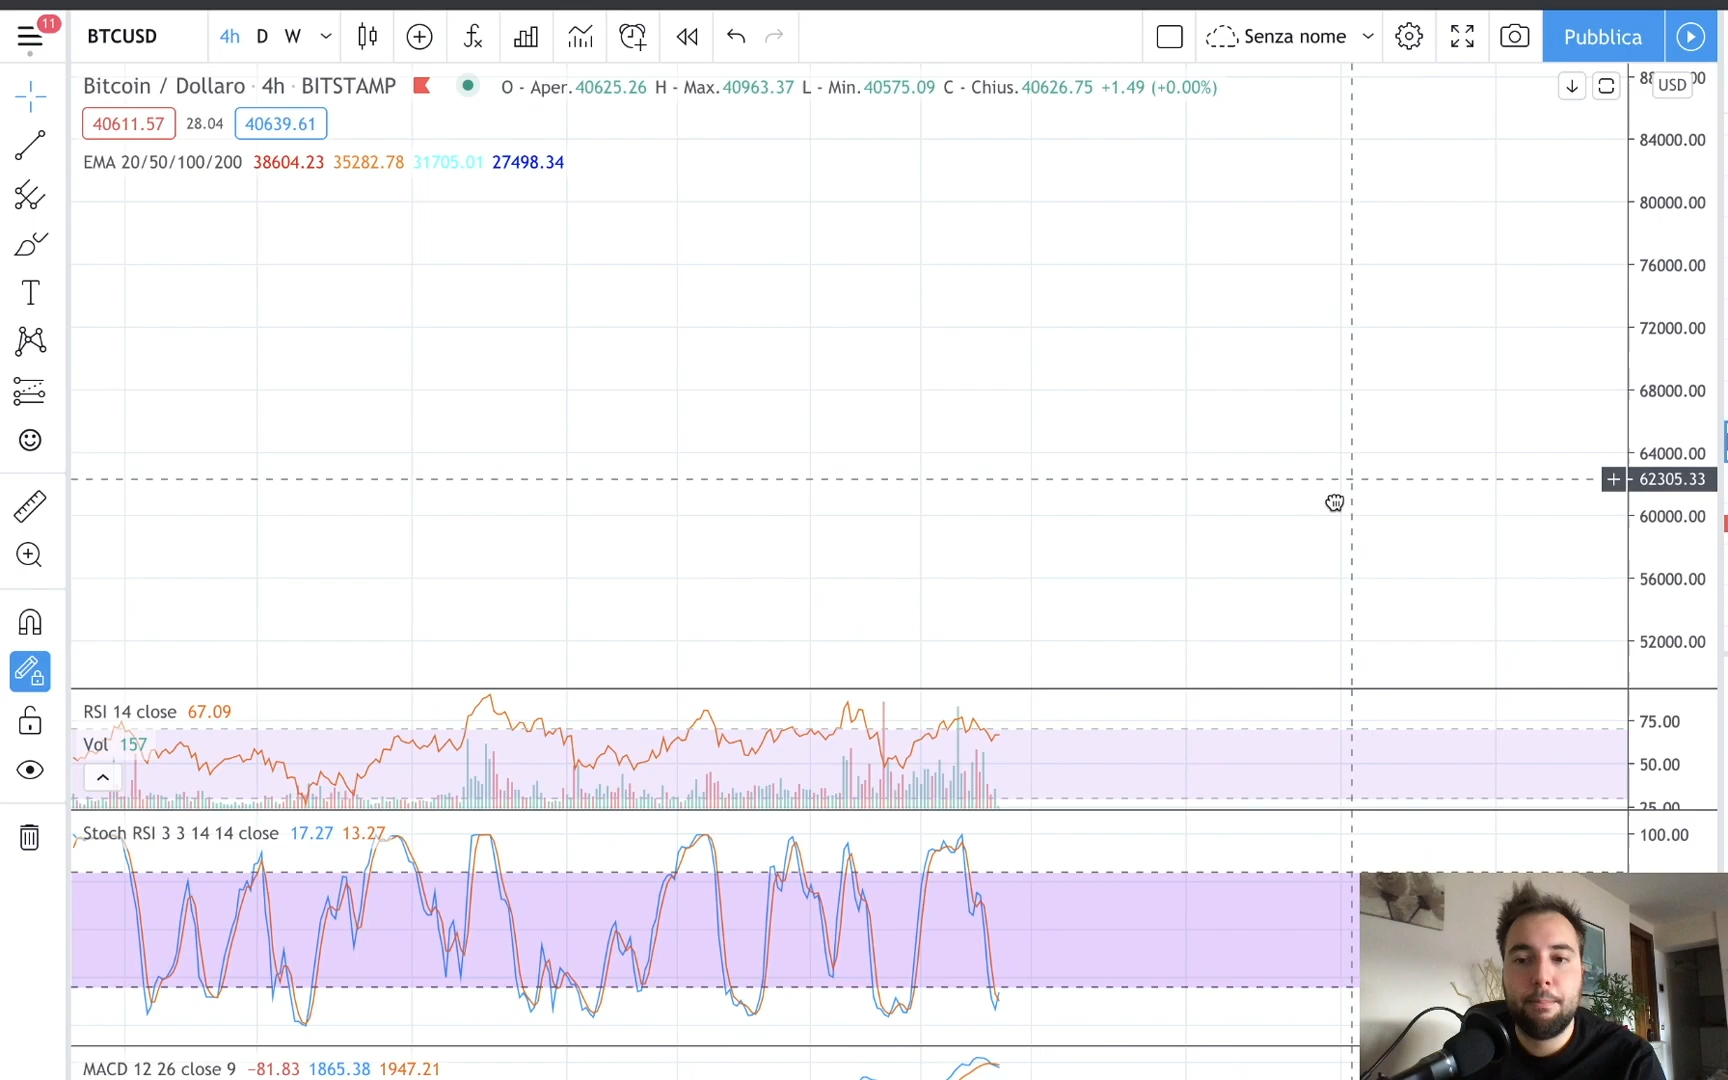 11
BTCUSD 4h D W Senza nome Pubblica
Bitcoin / Dollaro · 4h · BITSTAMP O - Aper.40625.26 H - Max.40963.37 L - Min.40575.09 C - Chius.40626.75 +1.49 (+0.00%)
USD
40611.57 28.04 40639.61
84000.00
EMA 20/50/100/200 38604.23 35282.78 31705.01 27498.34
80000.00
76000.00
72000.00
68000.00
64000.00
62305.33
60000.00
56000.00
52000.00
RSI 14 close 67.09
75.00
Vol 157
50.00
25.00
Stoch RSI 3 3 14 14 close 17.27 13.27
100.00
MACD 12 26 close 9 −81.83 1865.38 1947.21